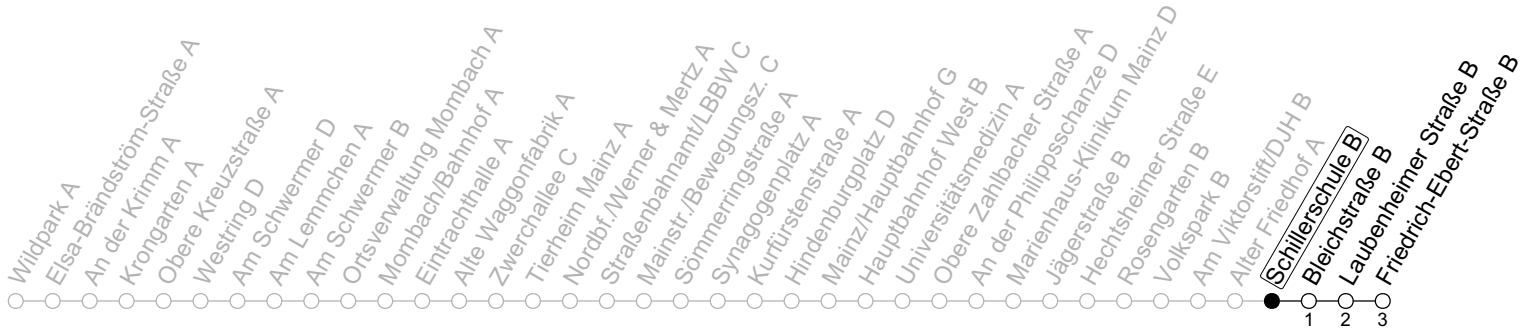 Wildpark A
Elsa-Brändström-Straße A
An der Krimm A
Krongarten A
Obere Kreuzstraße A
Westring D
Am Schwermer D
Am Lemmchen A
Am Schwermer B
Ortsverwaltung Mombach A
Mombach/Bahnhof A
Eintrachthalle A
Alte Waggonfabrik A
Zwerchallee C
Tierheim Mainz A
Nordbf./Werner & Mertz A
Straßenbahnamt/LBBW C
Mainstr./Bewegungsz. C
Sömmerringstraße A
Synagogenplatz A
Kurfürstenstraße A
Hindenburgplatz D
Mainz/Hauptbahnhof G
Hauptbahnhof West B
Universitätsmedizin A
Obere Zahlbacher Straße A
An der Philippsschanze D
Marienhaus-Klinikum Mainz D
Jägerstraße B
Hechtsheimer Straße E
Rosengarten B
Volkspark B
Am Viktorstift/DJH B
Alter Friedhof A
Schillerschule B
Bleichstraße B
Laubenheimer Straße B
Friedrich-Ebert-Straße B
1 2 3